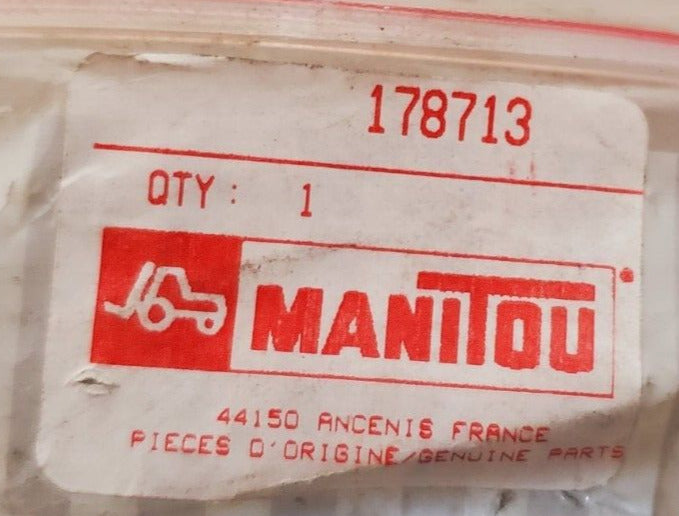 178713
QTY : 1
MANITOU
44150 ANCENIS FRANCE
PIECES D'ORIGINE/GENUINE PARTS